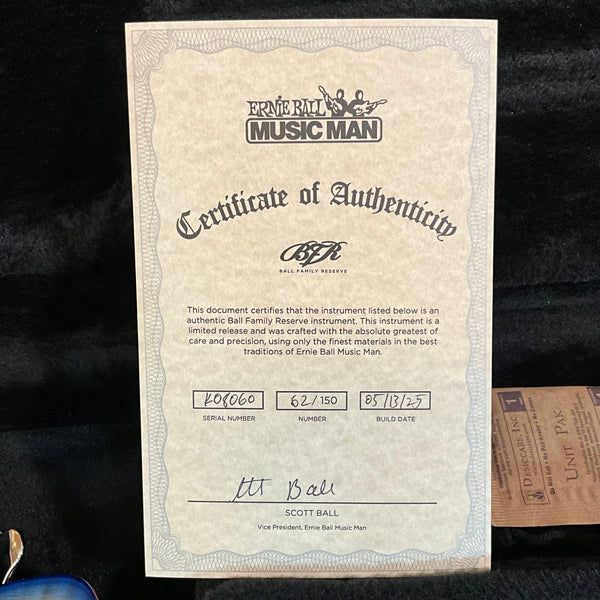 ERNIE BALL
MUSIC MAN
Certificate of Authenticity
BFR
BALL FAMILY RESERVE
This document certifies that the instrument listed below is an
authentic Ball Family Reserve instrument. This instrument is a
limited release and was crafted with the absolute greatest of
care and precision, using only the finest materials in the best
traditions of Ernie Ball Music Man.
K08060 62/150 05/13/25
SERIAL NUMBER NUMBER BUILD DATE
Ball
SCOTT BALL
Vice President, Ernie Ball Music Man
1
DESICCARE, INC
UNIT PAK